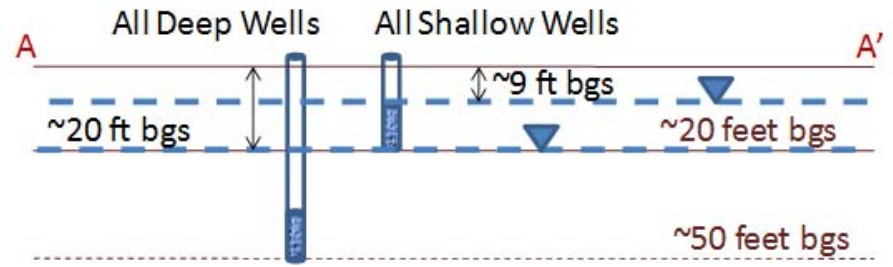 All Deep Wells
All Shallow Wells
A
A’
~9 ft bgs
~20 ft bgs
~20 feet bgs
~50 feet bgs